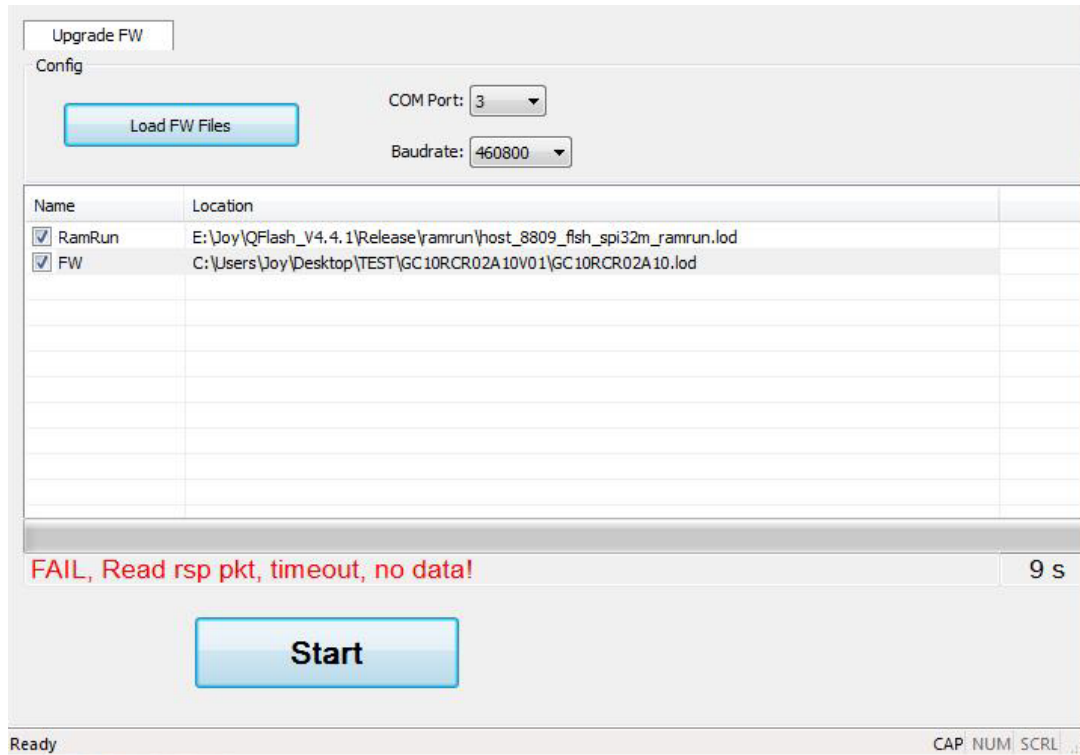 Upgrade FW
Config
Load FW Files
COM Port: 3
Baudrate: 460800
Name Location
RamRun E:\Joy\QFlash_V4.4.1\Release\ramrun\host_8809_flsh_spi32m_ramrun.lod
FW C:\Users\Joy\Desktop\TEST\GC10RCR02A10V01\GC10RCR02A10.lod
FAIL, Read rsp pkt, timeout, no data! 9 s
Start
Ready CAP NUM SCRL